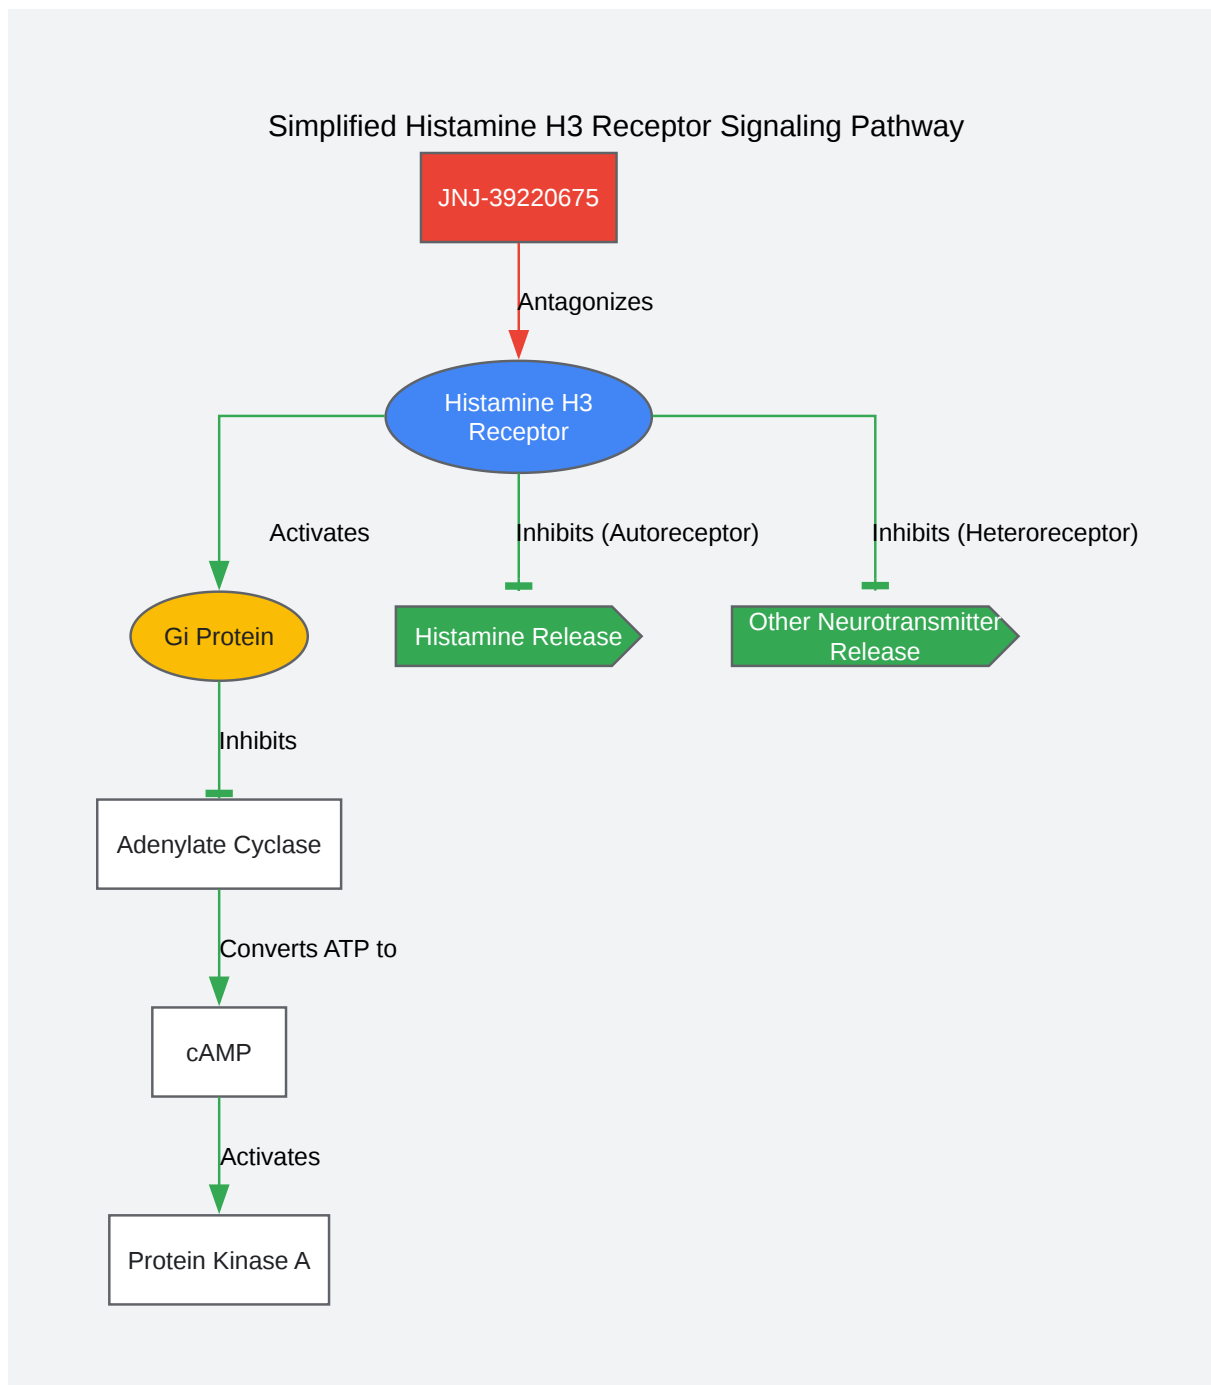 Simplified Histamine H3 Receptor Signaling Pathway
JNJ-39220675
Antagonizes
Histamine H3
Receptor
Activates
Inhibits (Autoreceptor)
Inhibits (Heteroreceptor)
Gi Protein
Histamine Release
Other Neurotransmitter
Release
Inhibits
Adenylate Cyclase
Converts ATP to
cAMP
Activates
Protein Kinase A